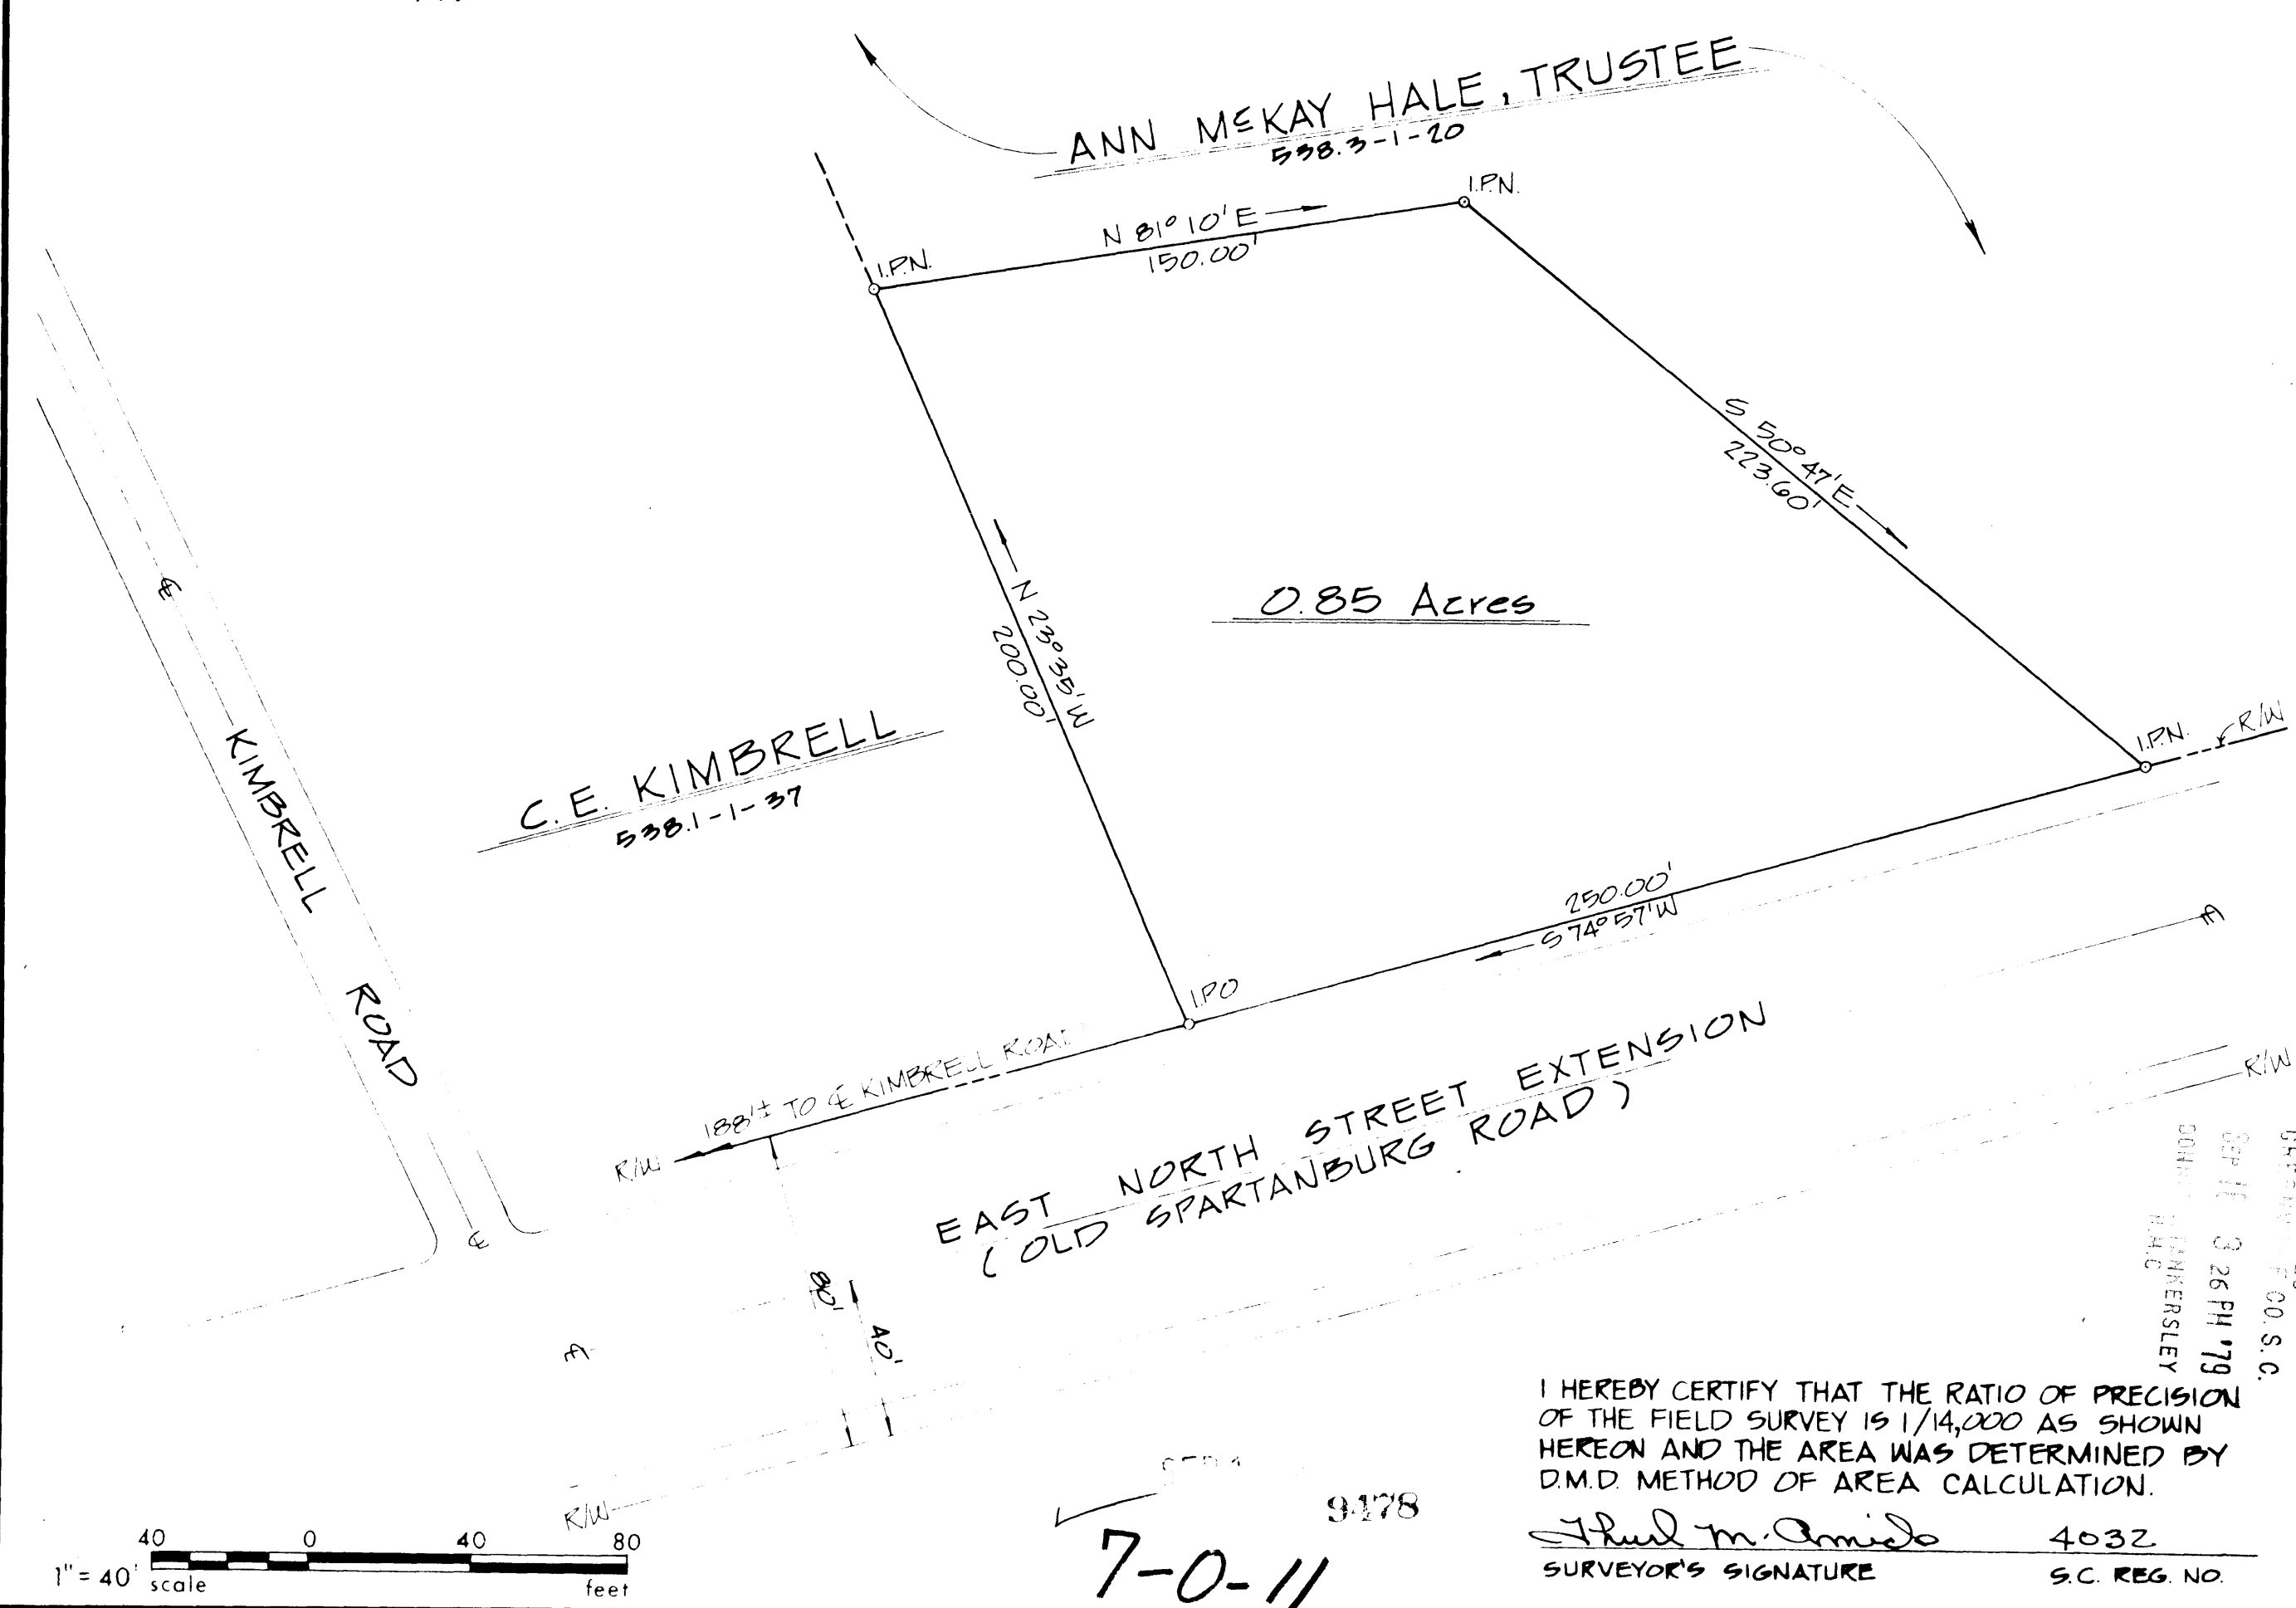 ANN McKAY HALE, TRUSTEE
538.3-1-20
I.P.N.
N 81° 10' E
150.00'
I.P.N.
S 50° 47' E
223.60'
0.85 Acres
N 23° 35' W
200.00'
C.E. KIMBRELL
538.1-1-37
℄
KIMBRELL
ROAD
℄
I.P.N.
R/W
250.00'
S 74° 57' W
I.P.O
188'± TO ℄ KIMBRELL ROAD
R/W
EAST NORTH STREET EXTENSION
(OLD SPARTANBURG ROAD)
R/W
80'
40'
R/W
CO. S. C.
SEP 3 26 PM '79
TANKERSLEY
R.M.C
I HEREBY CERTIFY THAT THE RATIO OF PRECISION
OF THE FIELD SURVEY IS 1/14,000 AS SHOWN
HEREON AND THE AREA WAS DETERMINED BY
D.M.D. METHOD OF AREA CALCULATION.
4032
SURVEYOR'S SIGNATURE S.C. REG. NO.
9478
7-0-11
40 0 40 80
1" = 40' scale feet